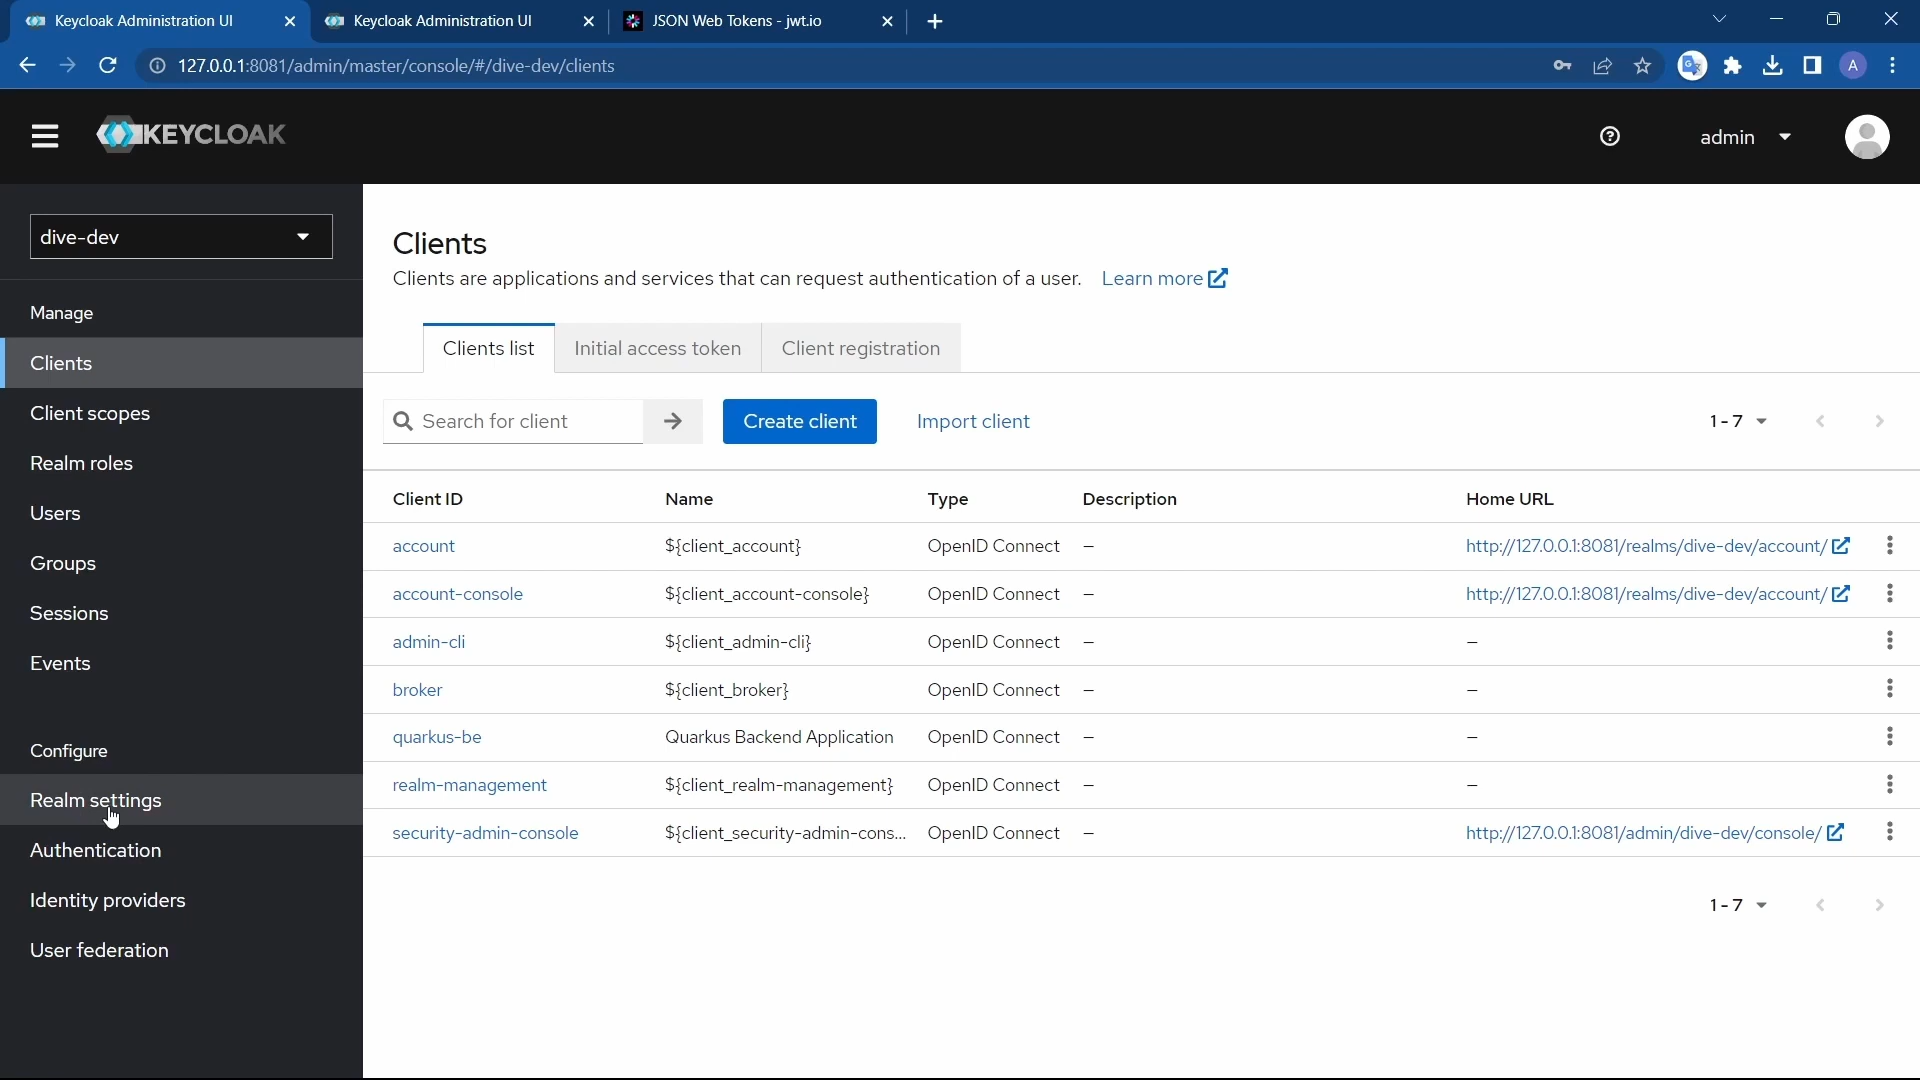 Keycloak Administration UI
Keycloak Administration UI
JSON Web Tokens - jwt.io
127.0.0.1:8081/admin/master/console/#/dive-dev/clients
A
KEYCLOAK
admin
dive-dev
Manage
Clients
Client scopes
Realm roles
Users
Groups
Sessions
Events
Configure
Realm settings
Authentication
Identity providers
User federation
Clients
Clients are applications and services that can request authentication of a user. Learn more
Clients list Initial access token Client registration
Search for client Create client Import client 1 - 7
Client ID Name Type Description Home URL
account ${client_account} OpenID Connect – http://127.0.0.1:8081/realms/dive-dev/account/
account-console ${client_account-console} OpenID Connect – http://127.0.0.1:8081/realms/dive-dev/account/
admin-cli ${client_admin-cli} OpenID Connect – –
broker ${client_broker} OpenID Connect – –
quarkus-be Quarkus Backend Application OpenID Connect – –
realm-management ${client_realm-management} OpenID Connect – –
security-admin-console ${client_security-admin-cons... OpenID Connect – http://127.0.0.1:8081/admin/dive-dev/console/
1 - 7